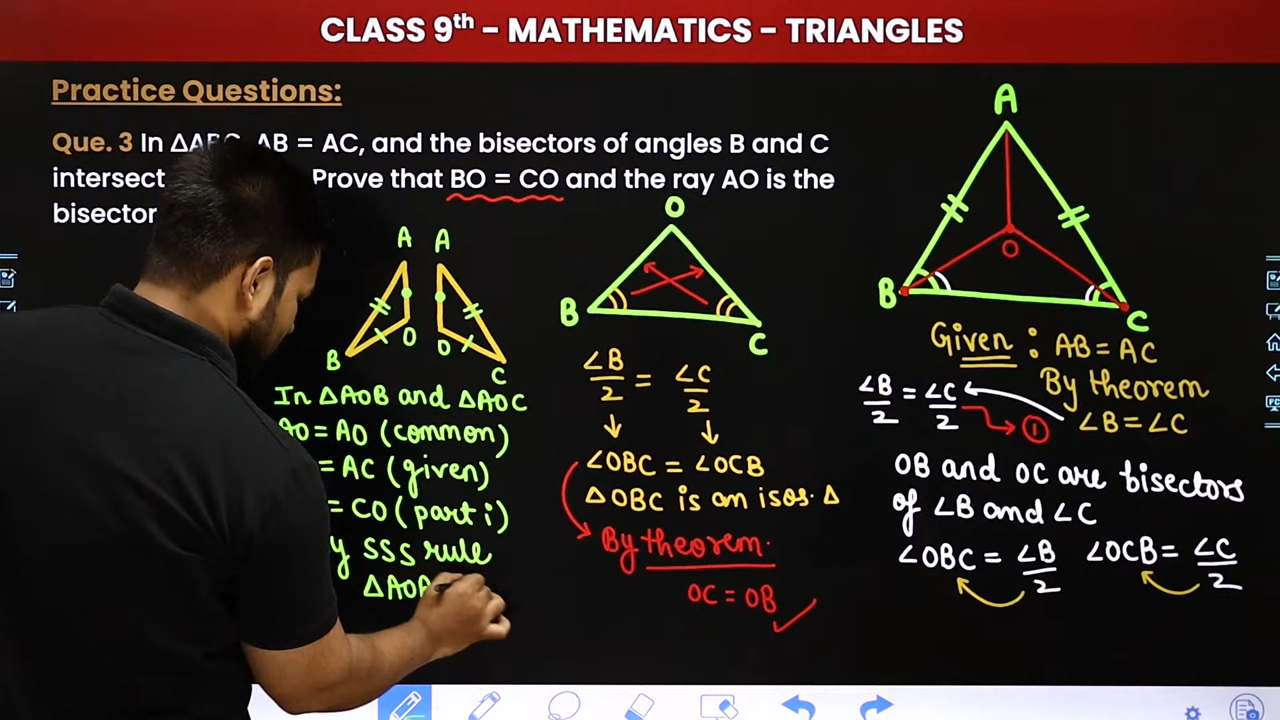 CLASS 9th - MATHEMATICS - TRIANGLES
Practice Questions:
Que. 3 In AB = AC, and the bisectors of angles B and C
intersect Prove that BO = CO and the ray AO is the
bisector
A A
B O O C
In ΔAOB and ΔAOC
AO = AO (common)
= AC (given)
= CO (part i)
SSS rule
O
B
C
∠B/2 = ∠C/2
↓ ↓
∠OBC = ∠OCB
Δ OBC is an isos. Δ
By theorem.
OC = OB
A
O
B
C
Given : AB = AC
By theorem
∠B/2 = ∠C/2 → ① ∠B = ∠C
OB and OC are bisectors
of ∠B and ∠C
∠OBC = ∠B/2 ∠OCB = ∠C/2